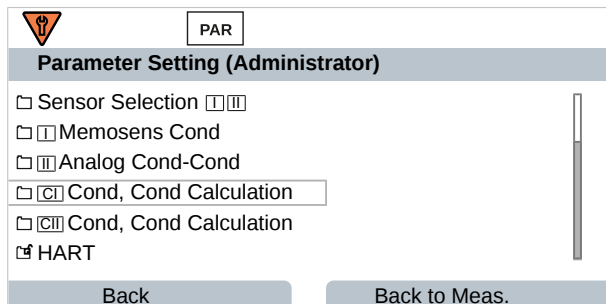 PAR
Parameter Setting (Administrator)
Sensor Selection I II
I Memosens Cond
II Analog Cond-Cond
CI Cond, Cond Calculation
CII Cond, Cond Calculation
HART
Back Back to Meas.